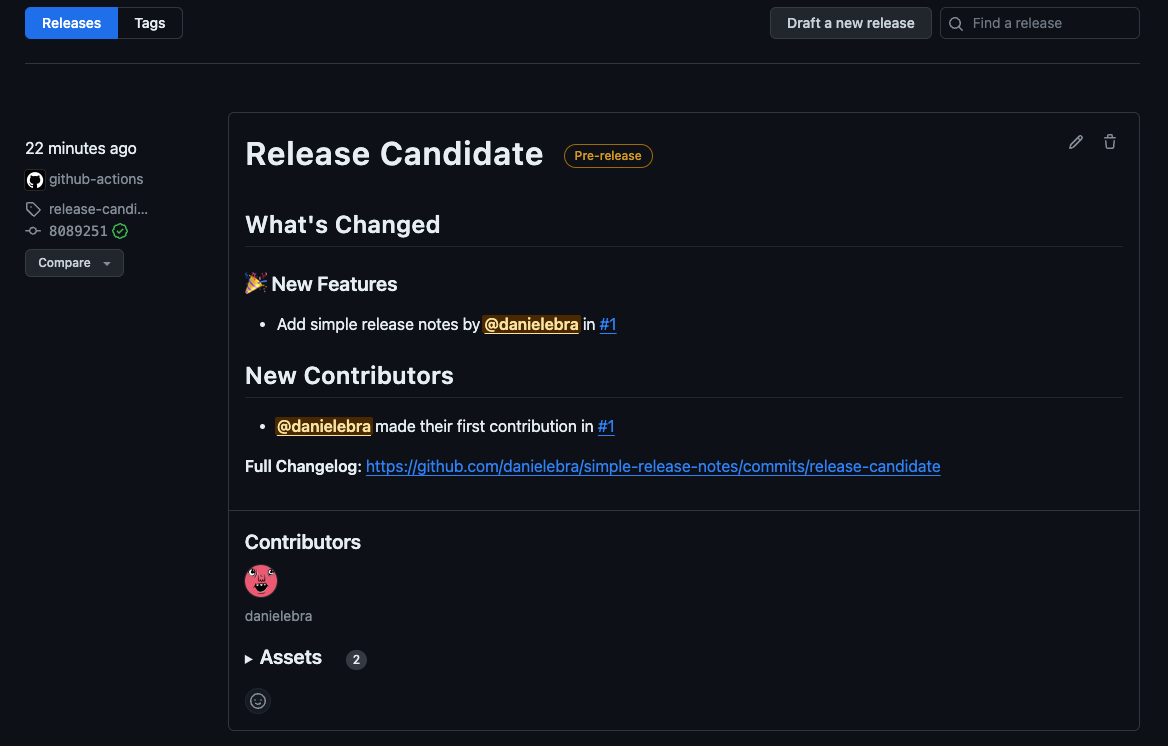 Releases Tags Draft a new release Find a release
22 minutes ago
github-actions
release-candi...
8089251
Compare
Release Candidate Pre-release
What's Changed
🎉 New Features
• Add simple release notes by @danielebra in #1
New Contributors
• @danielebra made their first contribution in #1
Full Changelog: https://github.com/danielebra/simple-release-notes/commits/release-candidate
Contributors
danielebra
Assets 2